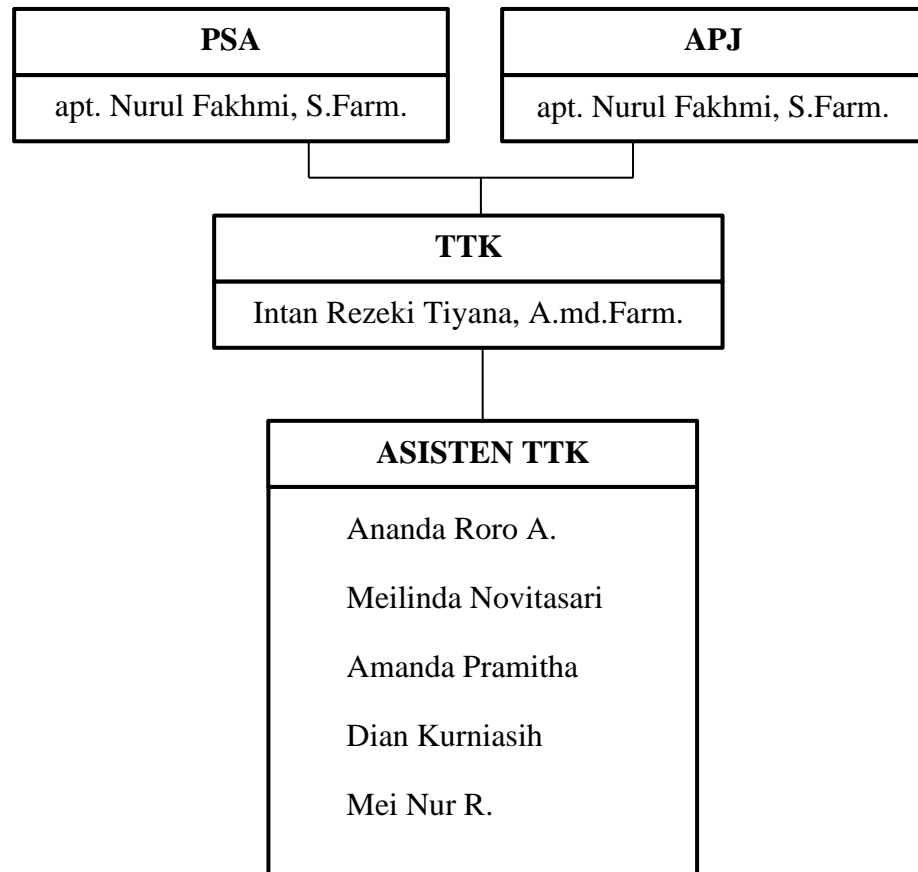 PSA
apt. Nurul Fakhmi, S.Farm.
APJ
apt. Nurul Fakhmi, S.Farm.
TTK
Intan Rezeki Tiyana, A.md.Farm.
ASISTEN TTK
Ananda Roro A.
Meilinda Novitasari
Amanda Pramitha
Dian Kurniasih
Mei Nur R.